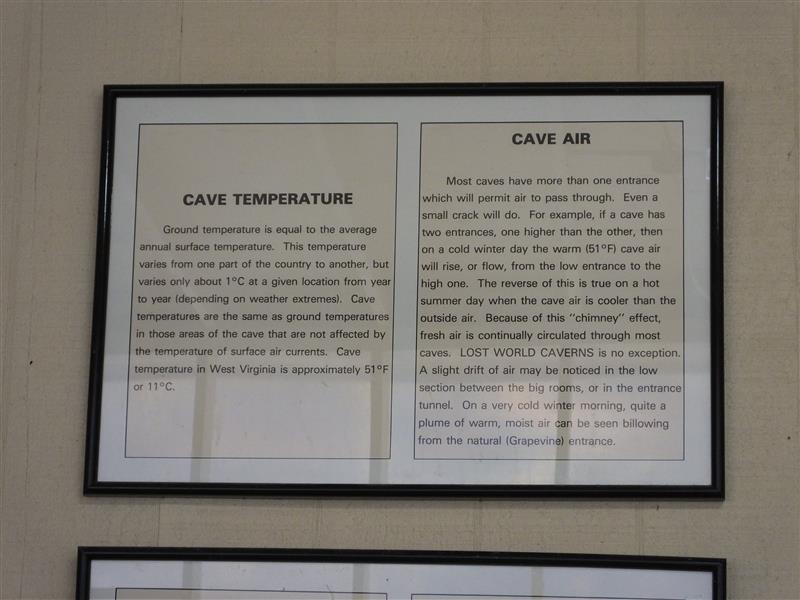 CAVE TEMPERATURE
Ground temperature is equal to the average
annual surface temperature. This temperature
varies from one part of the country to another, but
varies only about 1°C at a given location from year
to year (depending on weather extremes). Cave
temperatures are the same as ground temperatures
in those areas of the cave that are not affected by
the temperature of surface air currents. Cave
temperature in West Virginia is approximately 51°F
or 11°C.
CAVE AIR
Most caves have more than one entrance
which will permit air to pass through. Even a
small crack will do. For example, if a cave has
two entrances, one higher than the other, then
on a cold winter day the warm (51°F) cave air
will rise, or flow, from the low entrance to the
high one. The reverse of this is true on a hot
summer day when the cave air is cooler than the
outside air. Because of this "chimney" effect,
fresh air is continually circulated through most
caves. LOST WORLD CAVERNS is no exception.
A slight drift of air may be noticed in the low
section between the big rooms, or in the entrance
tunnel. On a very cold winter morning, quite a
plume of warm, moist air can be seen billowing
from the natural (Grapevine) entrance.